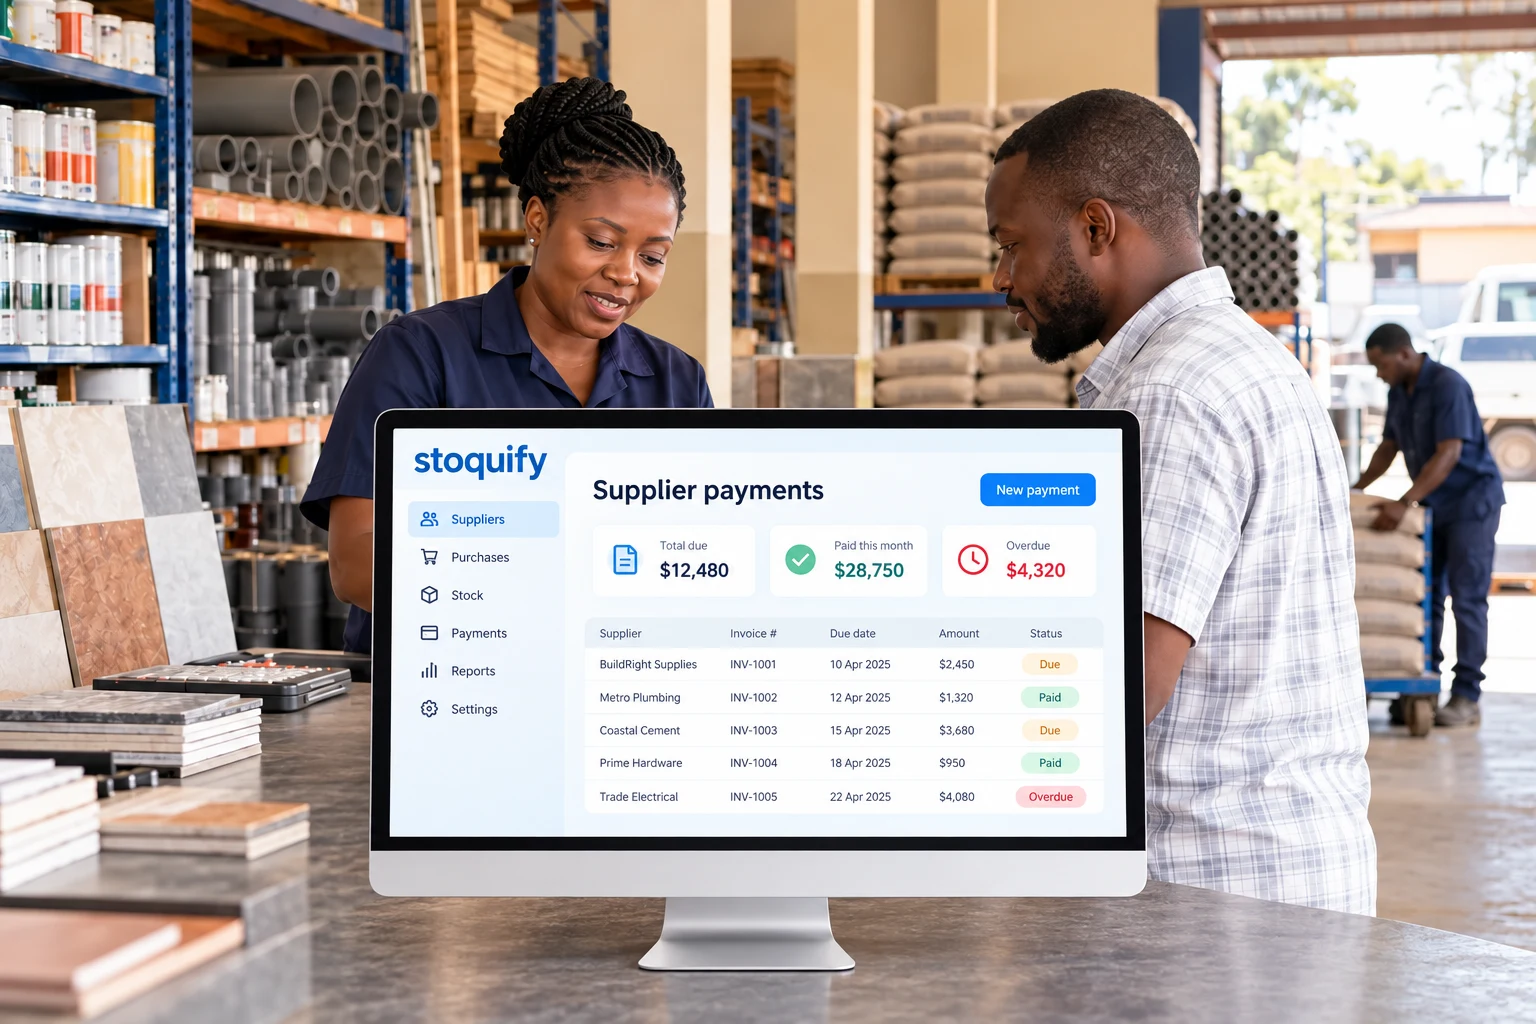 stoquify
Suppliers
Purchases
Stock
Payments
Reports
Settings
Supplier payments
New payment
Total due
$12,480
Paid this month
$28,750
Overdue
$4,320
Supplier Invoice # Due date Amount Status
BuildRight Supplies INV-1001 10 Apr 2025 $2,450 Due
Metro Plumbing INV-1002 12 Apr 2025 $1,320 Paid
Coastal Cement INV-1003 15 Apr 2025 $3,680 Due
Prime Hardware INV-1004 18 Apr 2025 $950 Paid
Trade Electrical INV-1005 22 Apr 2025 $4,080 Overdue